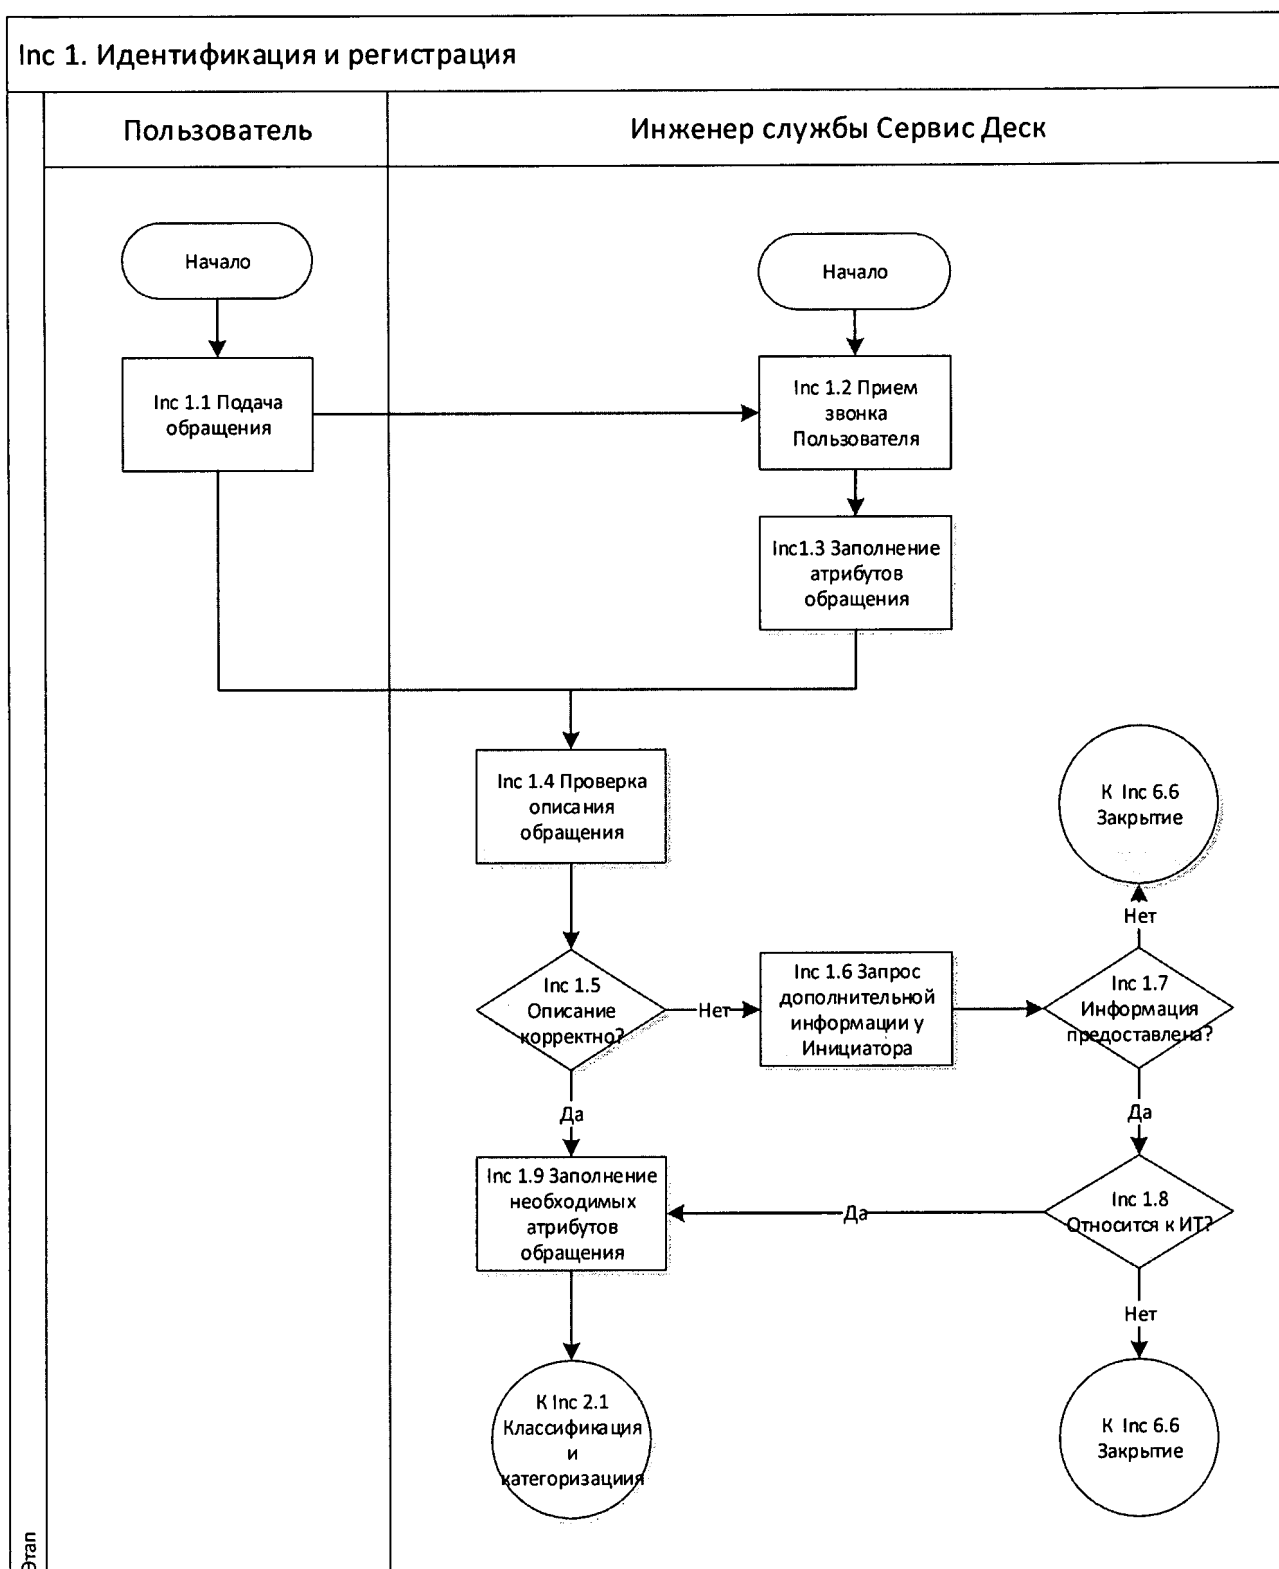 Inc 1. Идентификация и регистрация
Пользователь
Инженер службы Сервис Деск
Начало
Начало
Inc 1.1 Подача
обращения
Inc 1.2 Прием
звонка
Пользователя
Inc1.3 Заполнение
атрибутов
обращения
Inc 1.4 Проверка
описания
обращения
К Inc 6.6
Закрытие
Нет
Inc 1.5
Описание
корректно?
Нет
Inc 1.6 Запрос
дополнительной
информации у
Инициатора
Inc 1.7
Информация
предоставлена?
Да
Да
Inc 1.9 Заполнение
необходимых
атрибутов
обращения
Да
Inc 1.8
Относится к ИТ?
Нет
К Inc 2.1
Классификация
и
категоризациия
К Inc 6.6
Закрытие
Этап